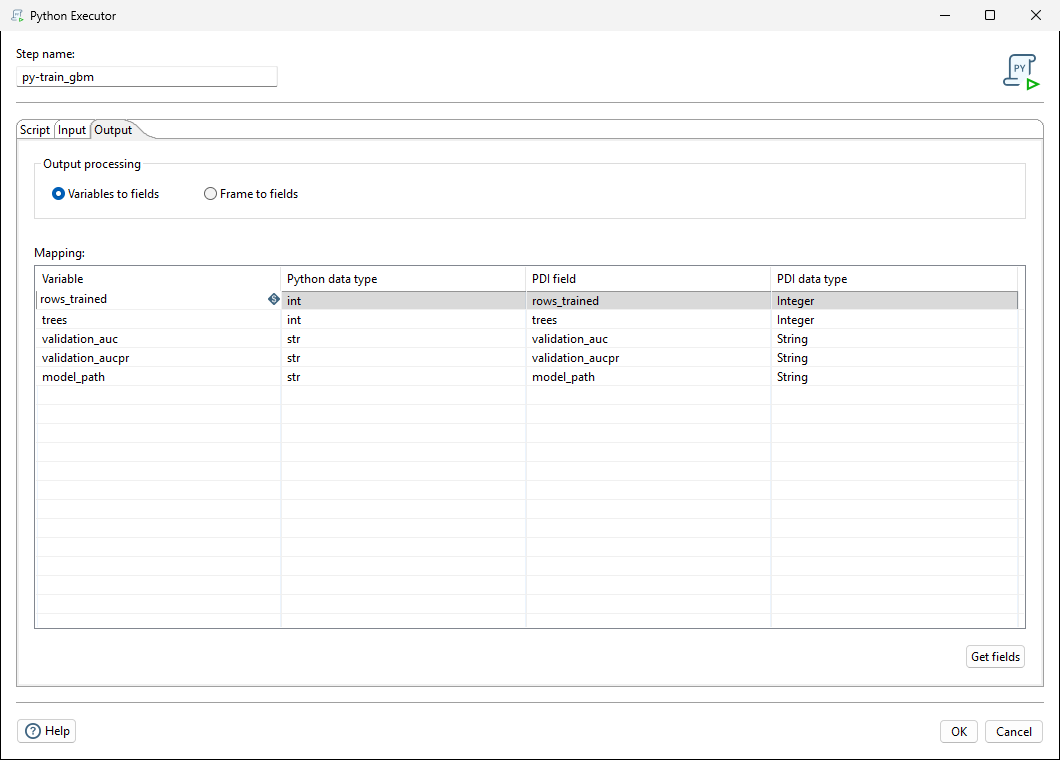 Python Executor
Step name:
py-train_gbm
PY
Script Input Output
Output processing
Variables to fields Frame to fields
Mapping:
Variable Python data type PDI field PDI data type
rows_trained S int rows_trained Integer
trees int trees Integer
validation_auc str validation_auc String
validation_aucpr str validation_aucpr String
model_path str model_path String
Get fields
? Help OK Cancel